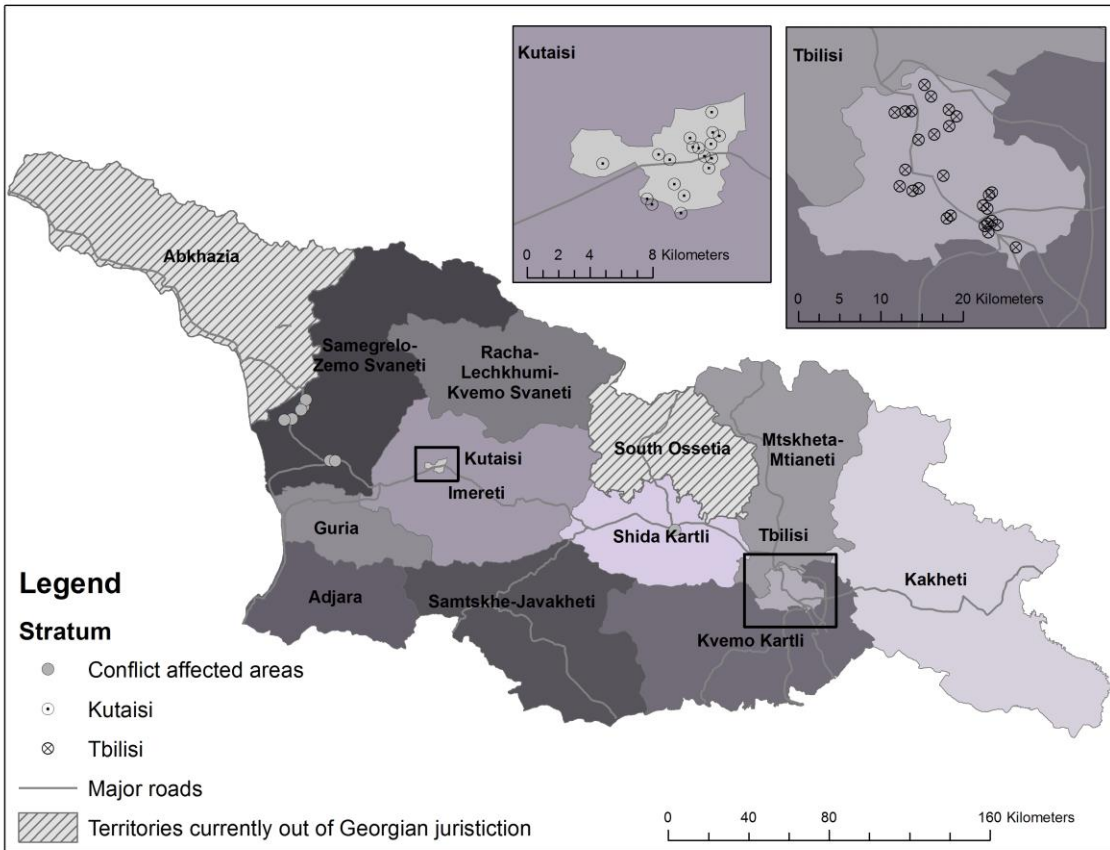 Kutaisi
0 2 4 8 Kilometers
Tbilisi
0 5 10 20 Kilometers
Abkhazia
Samegrelo-
Zemo Svaneti
Racha-
Lechkhumi-
Kvemo Svaneti
South Ossetia
Mtskheta-
Mtianeti
Kutaisi
Imereti
Guria
Shida Kartli
Tbilisi
Kakheti
Adjara
Samtskhe-Javakheti
Kvemo Kartli
Legend
Stratum
Conflict affected areas
Kutaisi
Tbilisi
Major roads
Territories currently out of Georgian juristiction
0 40 80 160 Kilometers